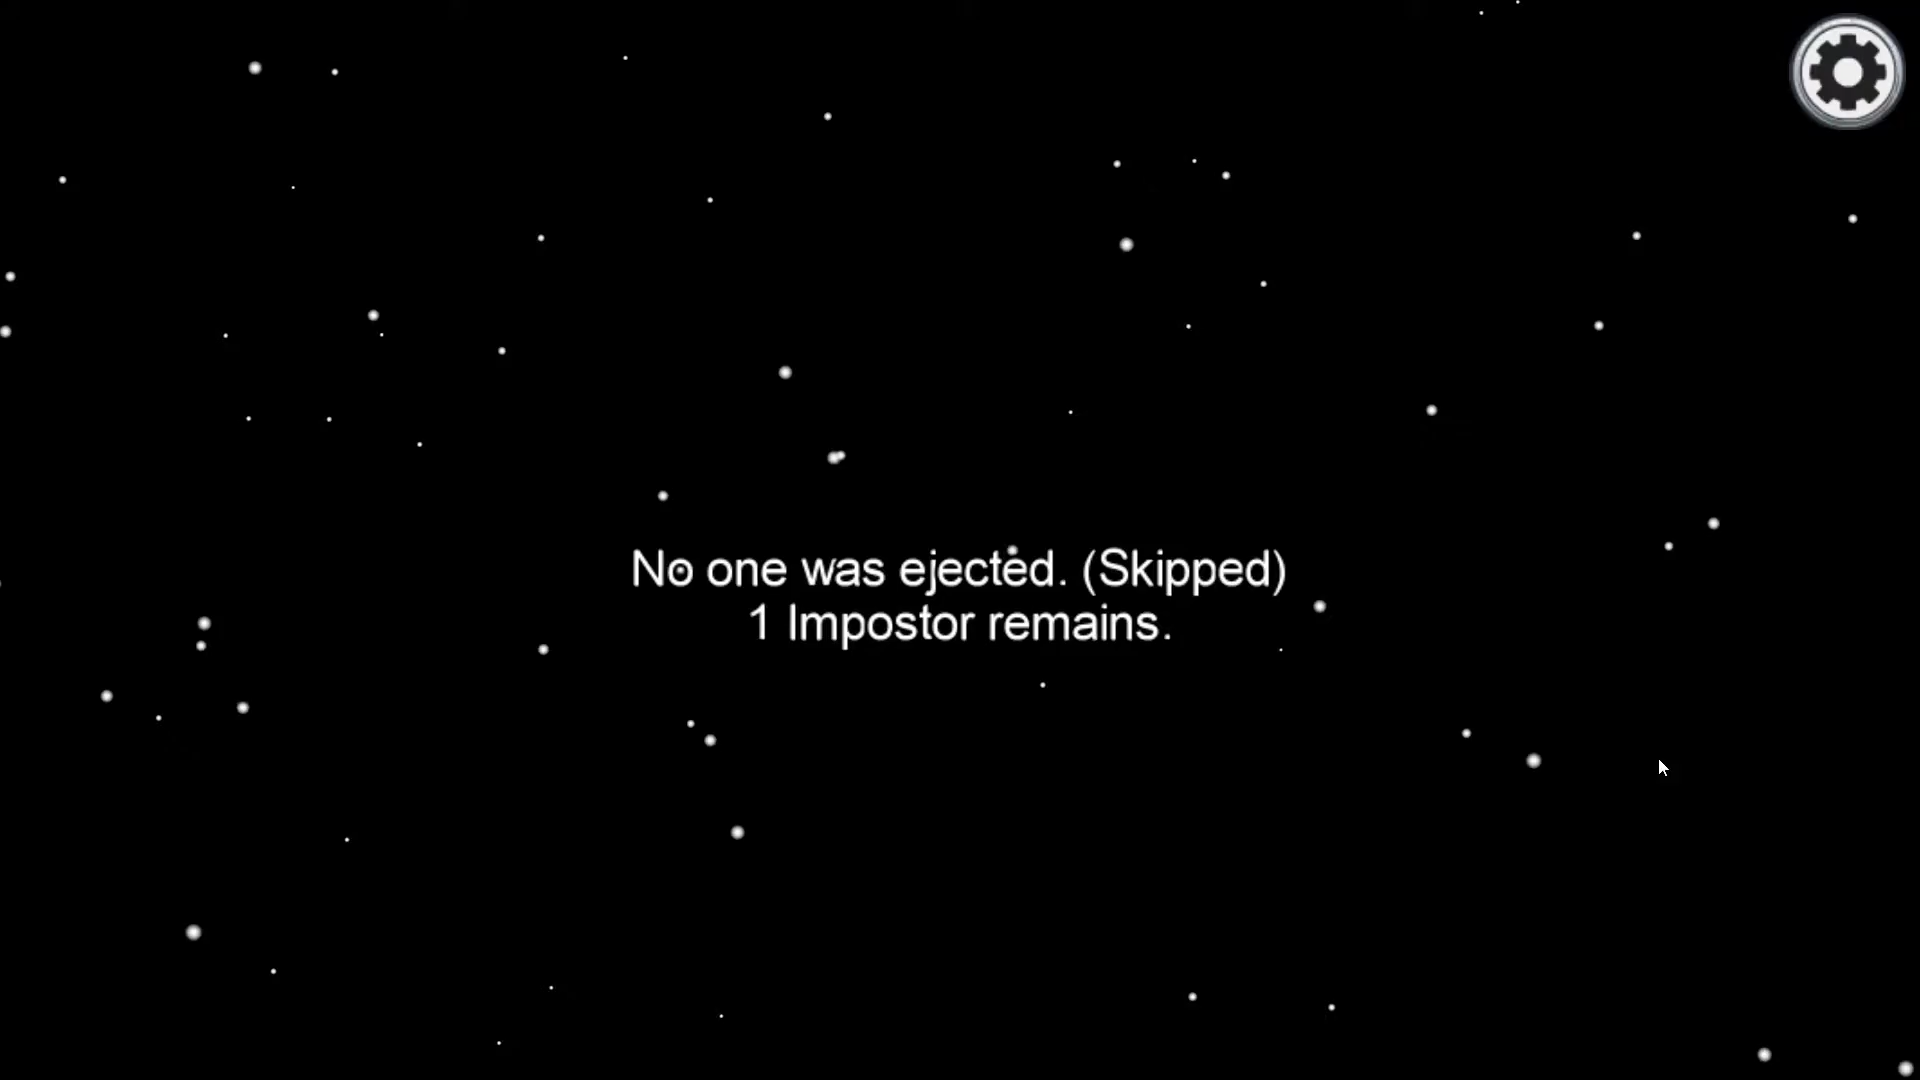 No one was ejected. (Skipped)
1 Impostor remains.